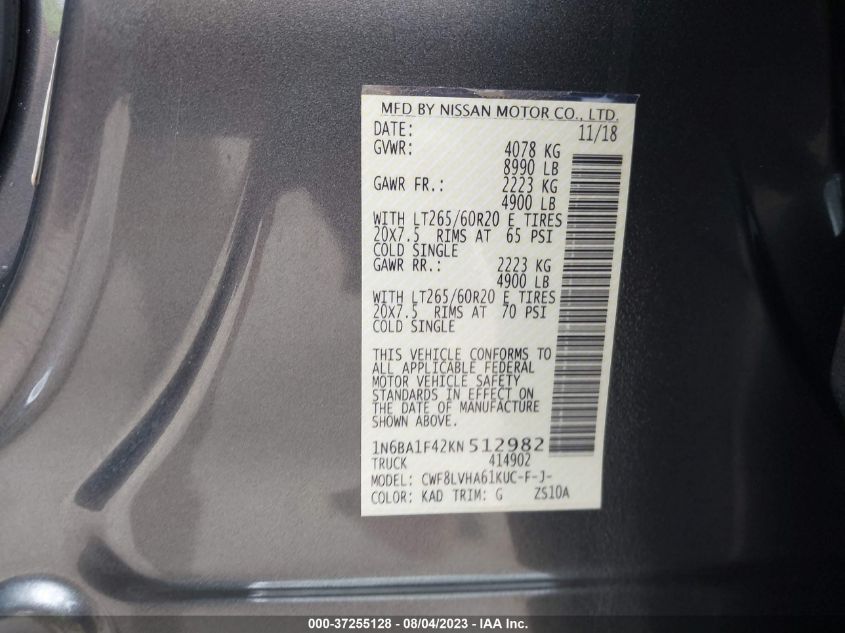 MFD BY NISSAN MOTOR CO., LTD.
DATE: 11/18
GVWR: 4078 KG
8990 LB
GAWR FR.: 2223 KG
4900 LB
WITH LT265/60R20 E TIRES
20X7.5 RIMS AT 65 PSI
COLD SINGLE
GAWR RR.: 2223 KG
4900 LB
WITH LT265/60R20 E TIRES
20X7.5 RIMS AT 70 PSI
COLD SINGLE
THIS VEHICLE CONFORMS TO
ALL APPLICABLE FEDERAL
MOTOR VEHICLE SAFETY
STANDARDS IN EFFECT ON
THE DATE OF MANUFACTURE
SHOWN ABOVE.
1N6BA1F42KN 512982
TRUCK 414902
MODEL: CWF8LVHA61KUC-F-J-
COLOR: KAD TRIM: G ZS10A
000-37255128 - 08/04/2023 - IAA Inc.